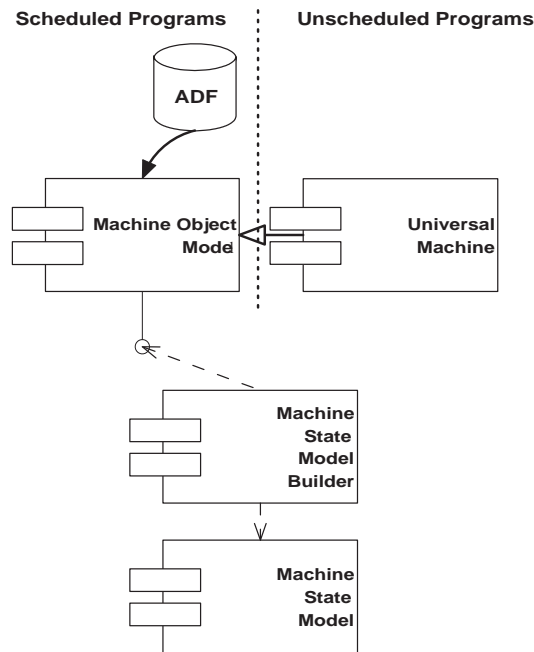 Scheduled Programs
Unscheduled Programs
ADF
Machine Object
Model
Universal
Machine
Machine
State
Model
Builder
Machine
State
Model